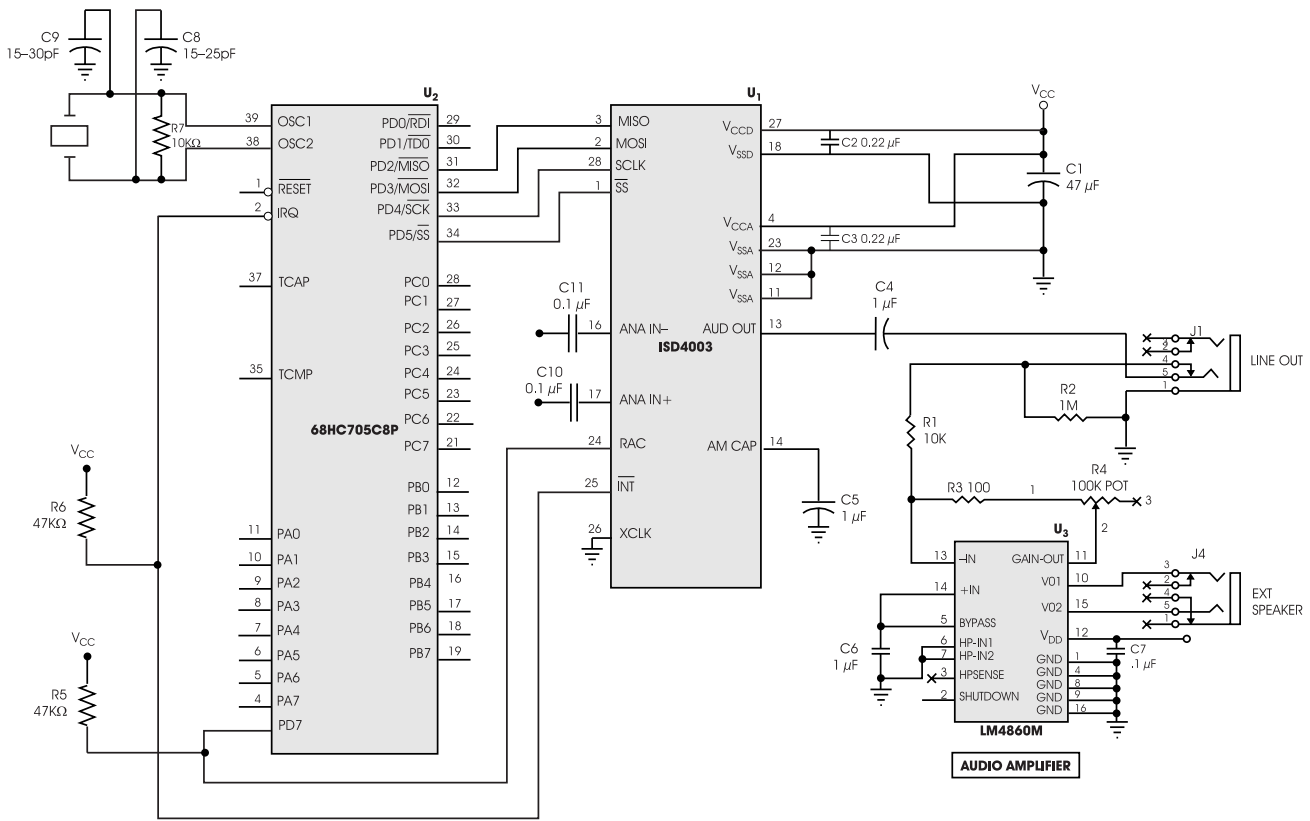 C9
15–30pF
C8
15–25pF
R7
10KΩ
U2
39 OSC1
38 OSC2
1 RESET
2 IRQ
37 TCAP
35 TCMP
68HC705C8P
11 PA0
10 PA1
9 PA2
8 PA3
7 PA4
6 PA5
5 PA6
4 PA7
PD7
PD0/RDI 29
PD1/TD0 30
PD2/MISO 31
PD3/MOSI 32
PD4/SCK 33
PD5/SS 34
PC0 28
PC1 27
PC2 26
PC3 25
PC4 24
PC5 23
PC6 22
PC7 21
PB0 12
PB1 13
PB2 14
PB3 15
PB4 16
PB5 17
PB6 18
PB7 19
VCC
R6
47KΩ
VCC
R5
47KΩ
U1
3 MISO
2 MOSI
28 SCLK
1 SS
C11
0.1 µF
16 ANA IN–
C10
0.1 µF
17 ANA IN+
24 RAC
25 INT
26 XCLK
ISD4003
VCCD 27
VSSD 18
VCCA 4
VSSA 23
VSSA 12
VSSA 11
AUD OUT 13
AM CAP 14
C2 0.22 µF
C3 0.22 µF
VCC
C1
47 µF
C4
1 µF
C5
1 µF
J1
4
2
4
5
1
LINE OUT
R2
1M
R1
10K
R3 100
1
R4
100K POT
3
2
U3
13 –IN
14 +IN
5 BYPASS
6 HP-IN1
7 HP-IN2
3 HPSENSE
2 SHUTDOWN
GAIN-OUT 11
V01 10
V02 15
VDD 12
GND 1
GND 4
GND 8
GND 9
GND 16
LM4860M
C6
1 µF
C7
.1 µF
J4
3
2
4
5
1
EXT
SPEAKER
AUDIO AMPLIFIER